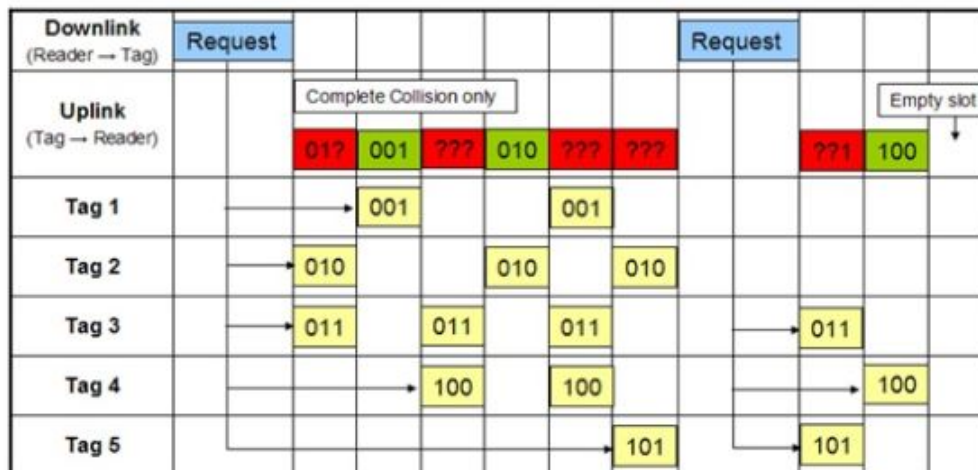 Downlink
(Reader → Tag)
Request
Request
Uplink
(Tag → Reader)
Complete Collision only
Empty slot
01? 001 ??? 010 ??? ??? ??1 100
Tag 1 001 001
Tag 2 010 010 010
Tag 3 011 011 011 011
Tag 4 100 100 100
Tag 5 101 101